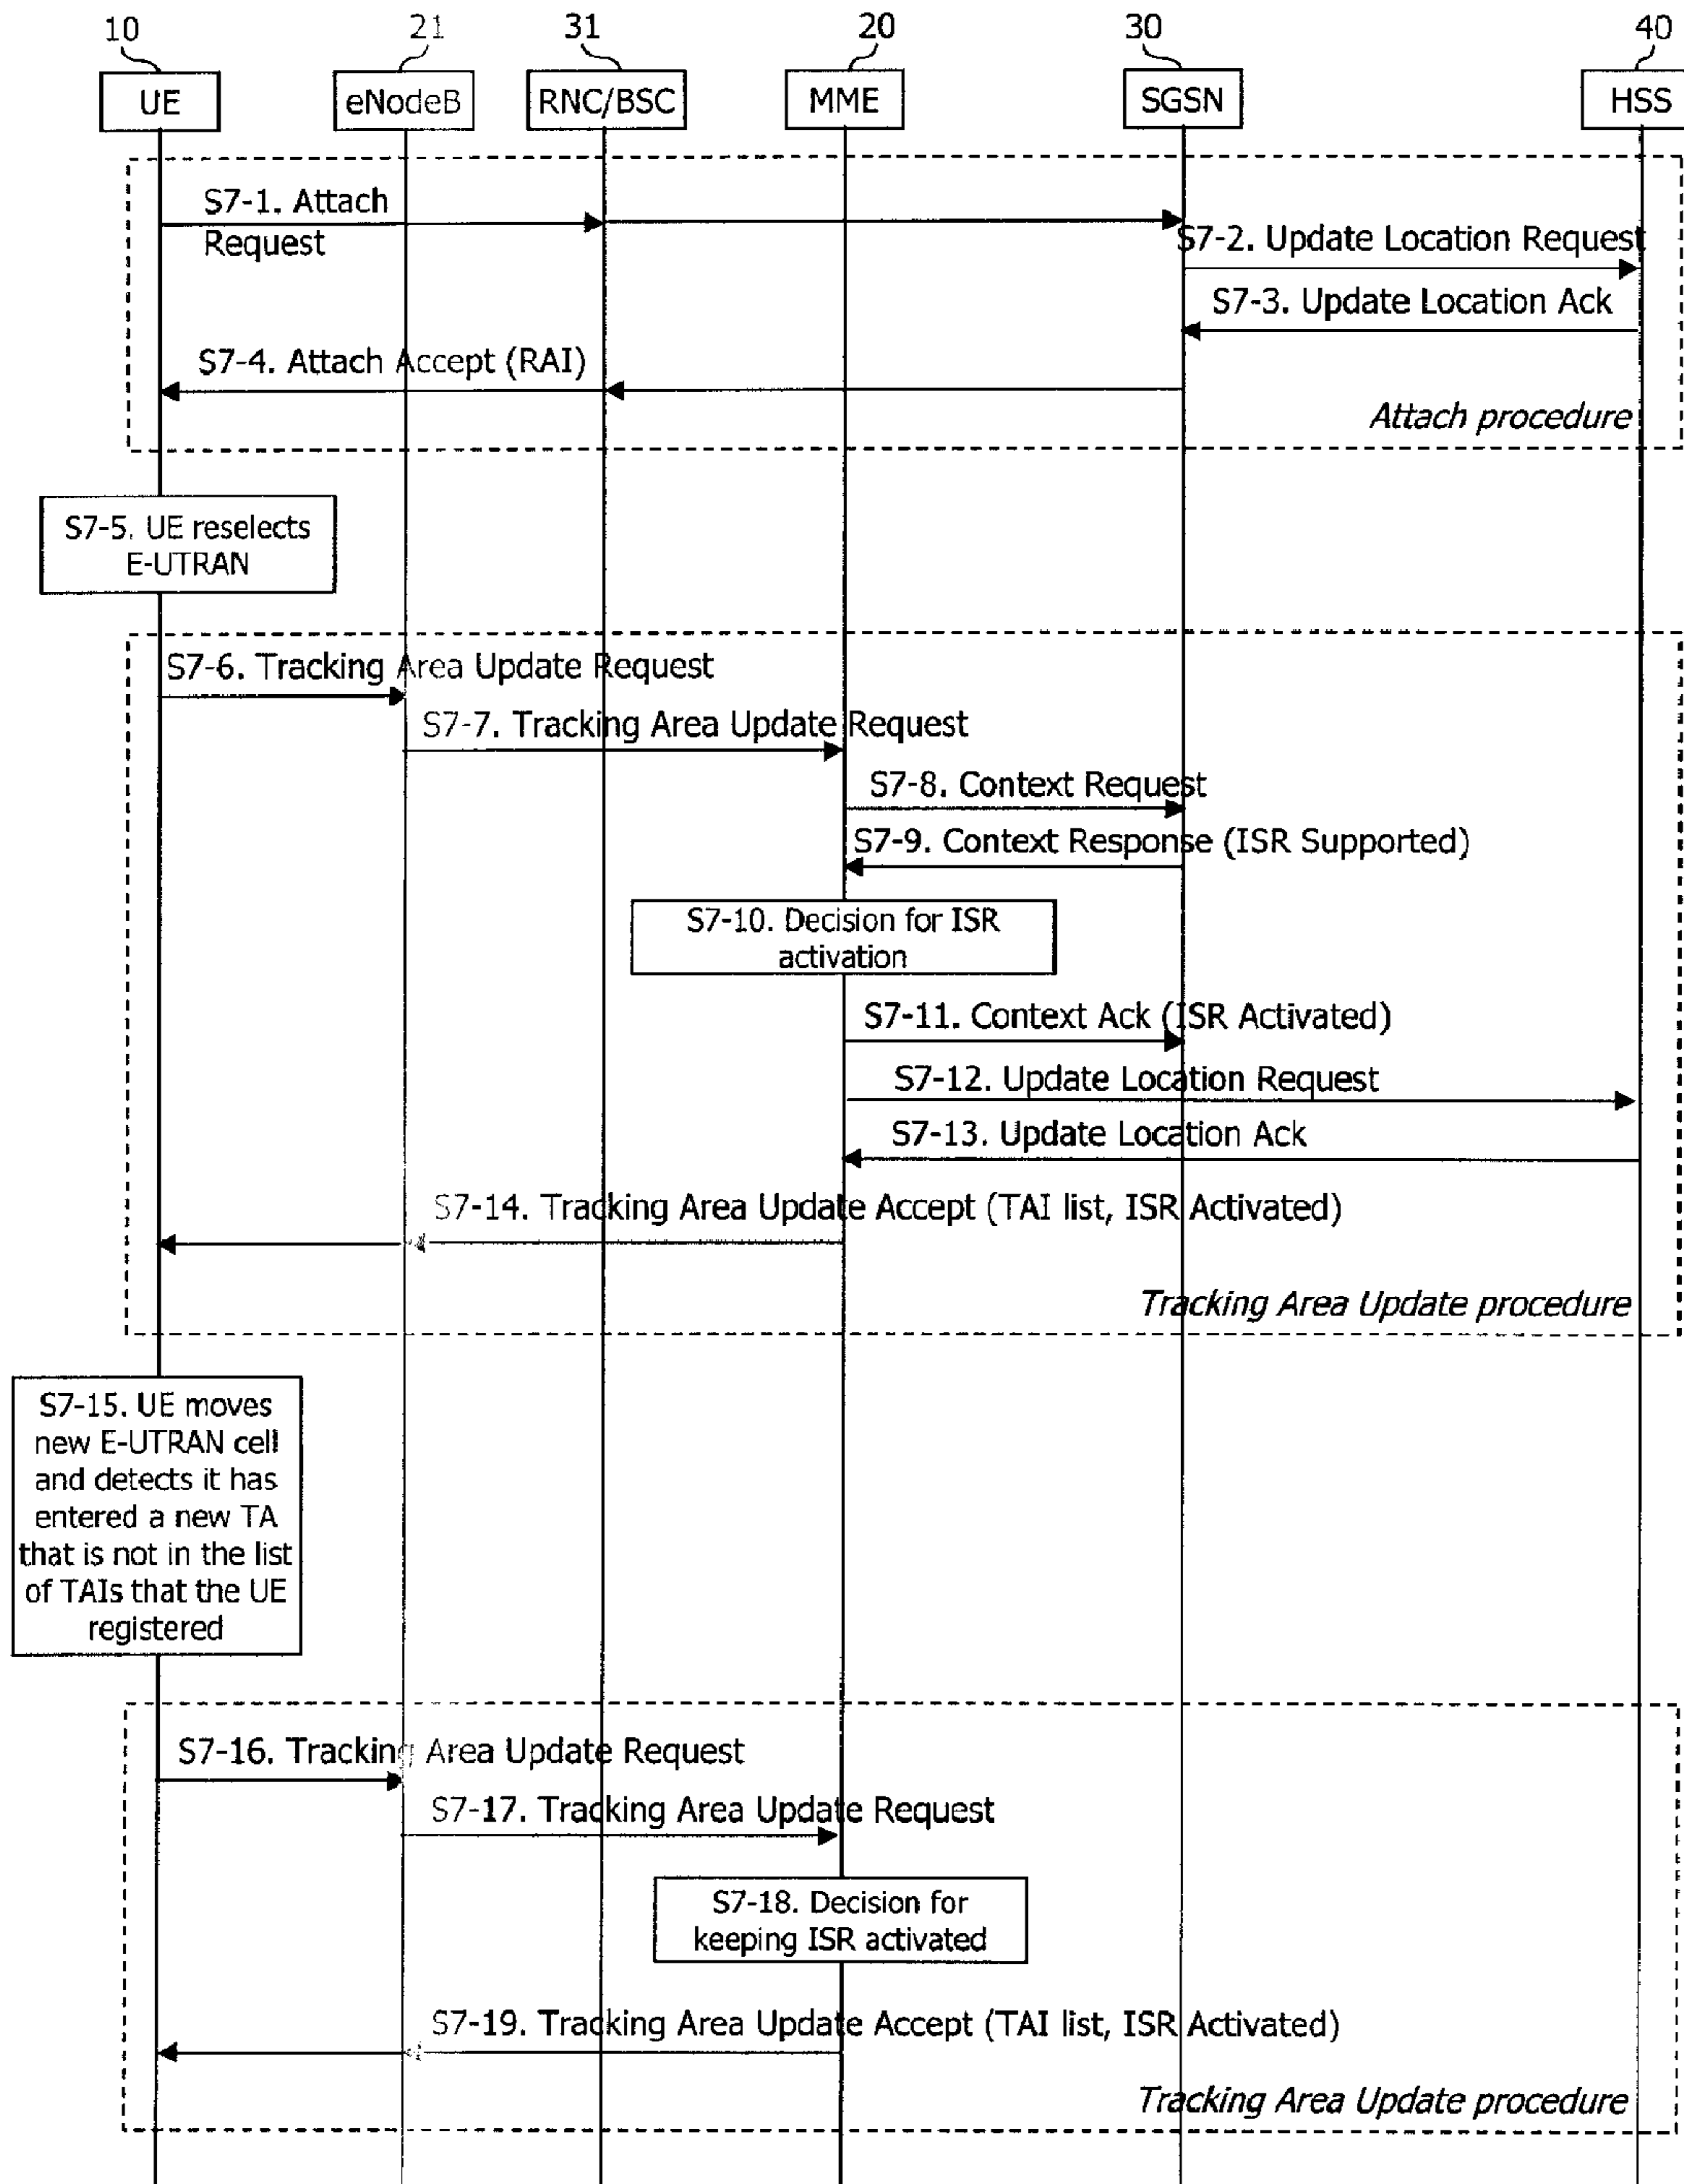 10 21 31 20 30 40
UE eNodeB RNC/BSC MME SGSN HSS
S7-1. Attach
Request
S7-2. Update Location Request
S7-3. Update Location Ack
S7-4. Attach Accept (RAI)
Attach procedure
S7-5. UE reselects
E-UTRAN
S7-6. Tracking Area Update Request
S7-7. Tracking Area Update Request
S7-8. Context Request
S7-9. Context Response (ISR Supported)
S7-10. Decision for ISR
activation
S7-11. Context Ack (ISR Activated)
S7-12. Update Location Request
S7-13. Update Location Ack
S7-14. Tracking Area Update Accept (TAI list, ISR Activated)
Tracking Area Update procedure
S7-15. UE moves
new E-UTRAN cell
and detects it has
entered a new TA
that is not in the list
of TAIs that the UE
registered
S7-16. Tracking Area Update Request
S7-17. Tracking Area Update Request
S7-18. Decision for
keeping ISR activated
S7-19. Tracking Area Update Accept (TAI list, ISR Activated)
Tracking Area Update procedure